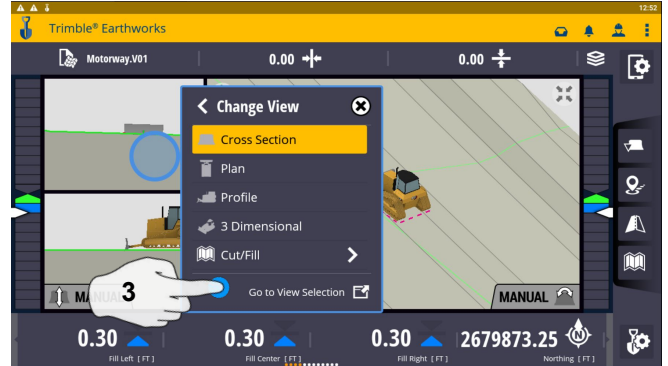 12:52
Trimble® Earthworks
Motorway.V01
0.00
0.00
Change View
Cross Section
Plan
Profile
3 Dimensional
Cut/Fill
Go to View Selection
3
MANUAL
N
0.30
0.30
0.30
2679873.25
Fill Left [ FT ]
Fill Center [ FT ]
Fill Right [ FT ]
Northing [ FT ]